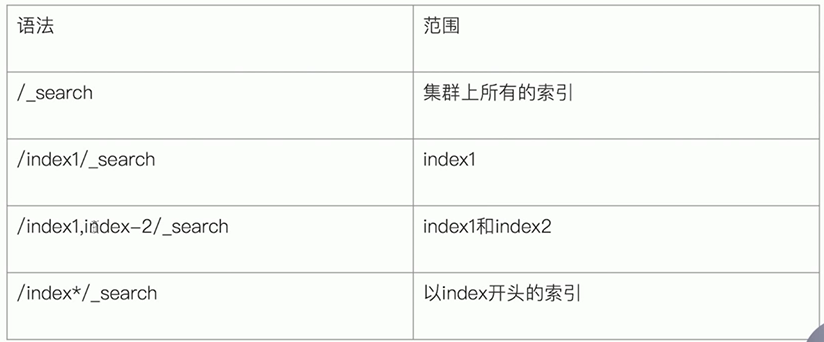 语法
范围
/_search
集群上所有的索引
/index1/_search
index1
/index1,index-2/_search
index1和index2
/index*/_search
以index开头的索引